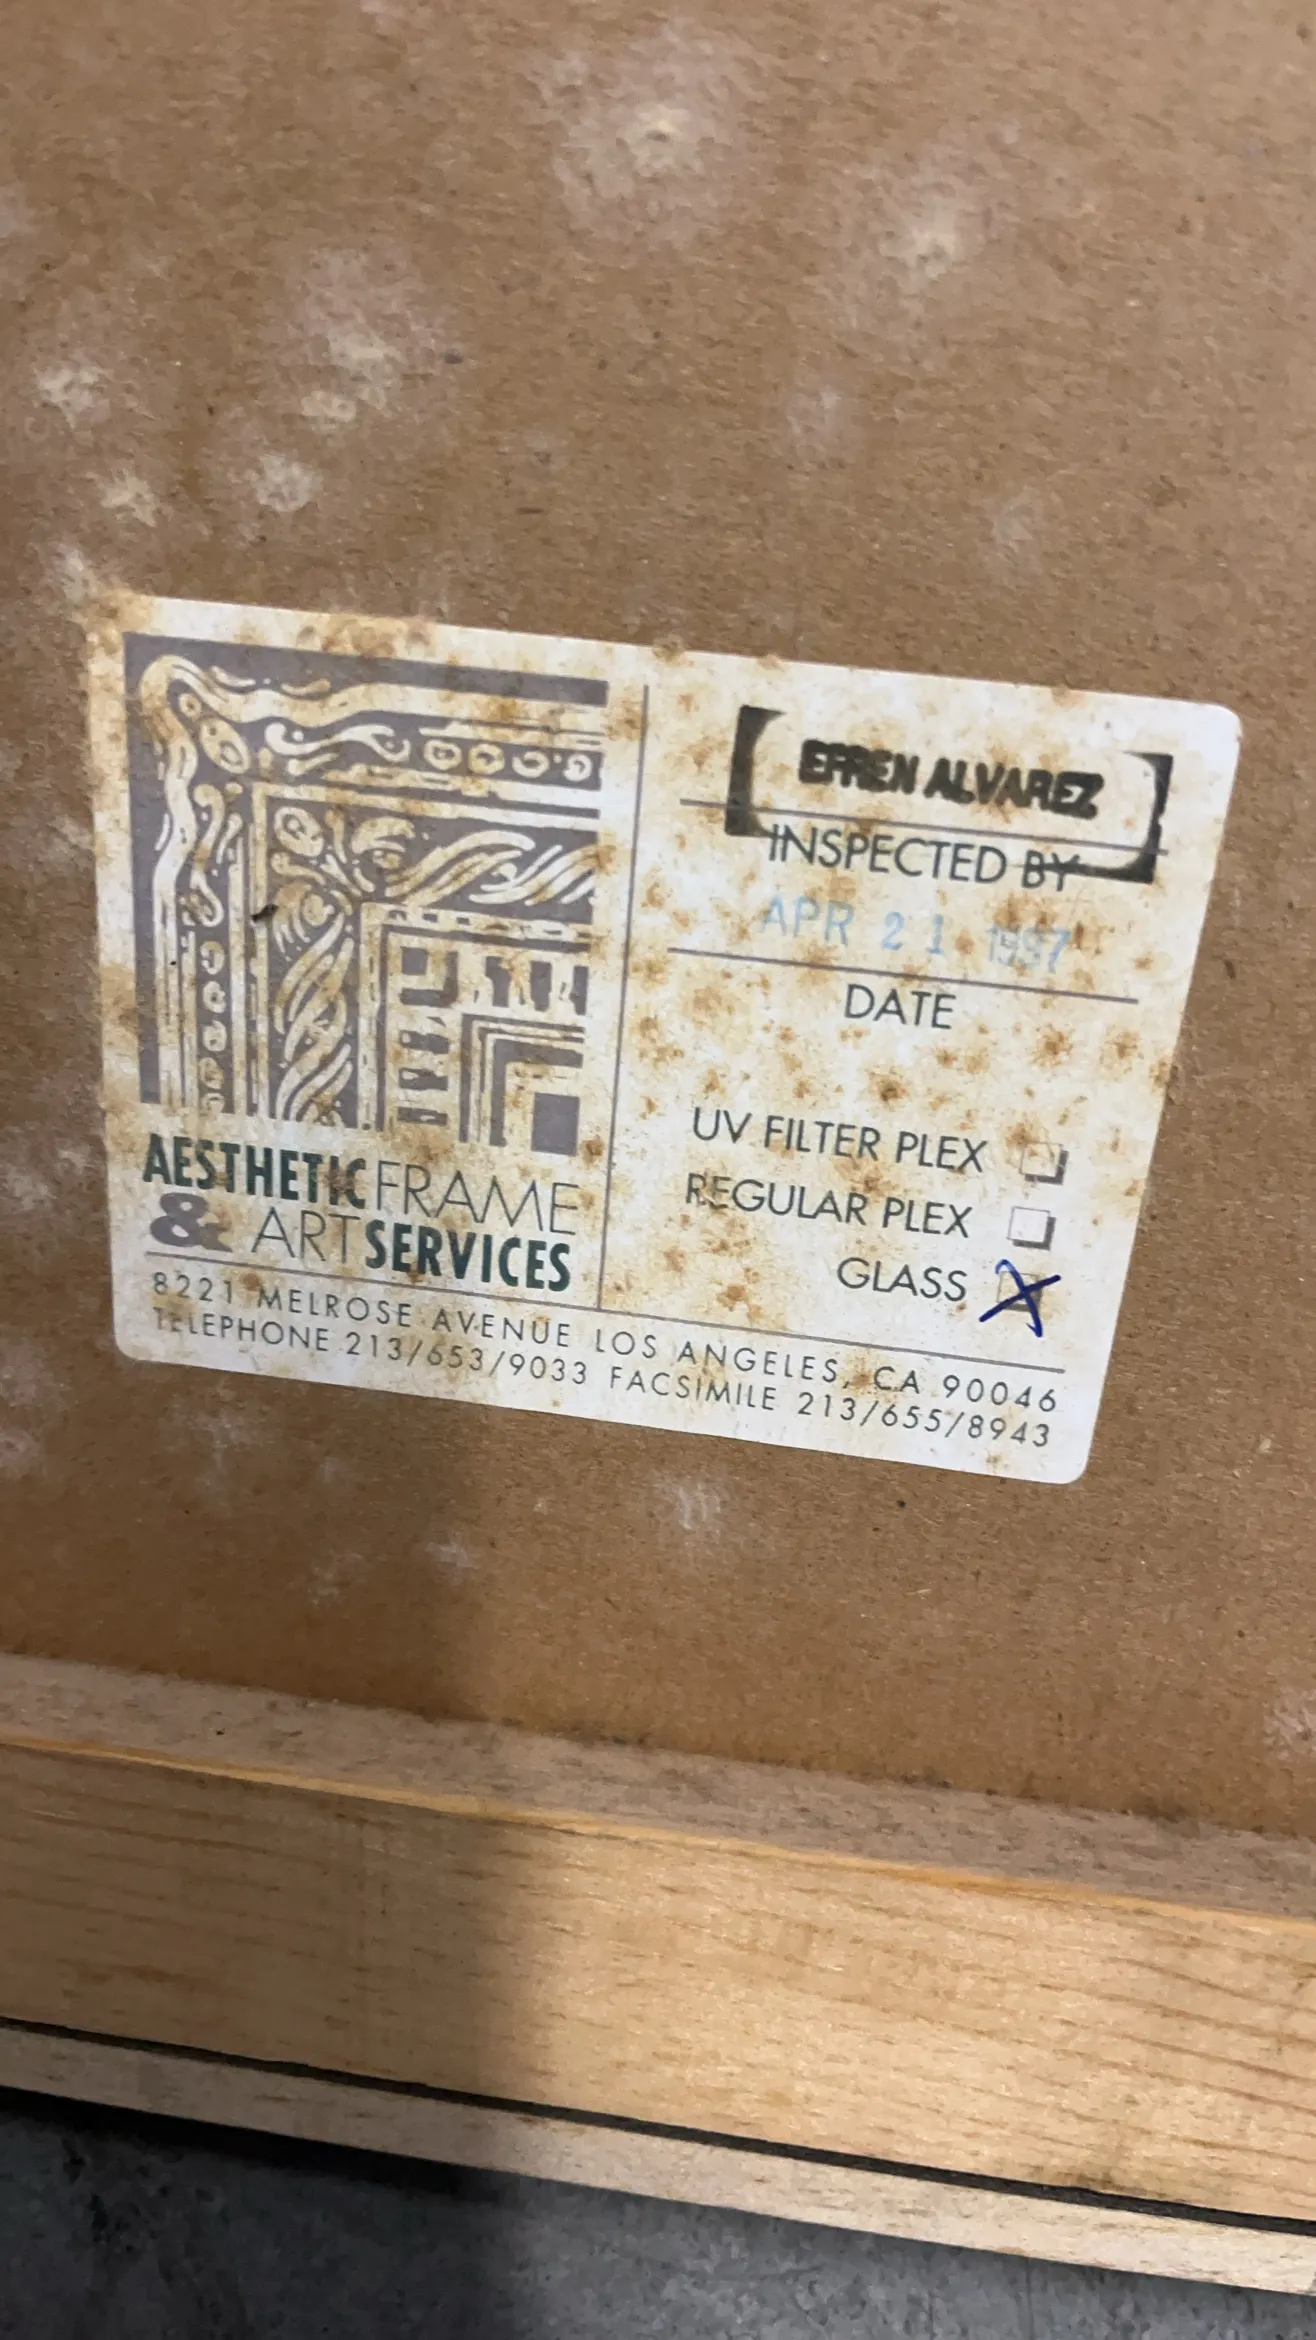 AESTHETIC FRAME
& ART SERVICES
EFREN ALVAREZ
INSPECTED BY
APR 21 1997
DATE
UV FILTER PLEX
REGULAR PLEX
GLASS X
8221 MELROSE AVENUE LOS ANGELES, CA 90046
TELEPHONE 213/653/9033 FACSIMILE 213/655/8943